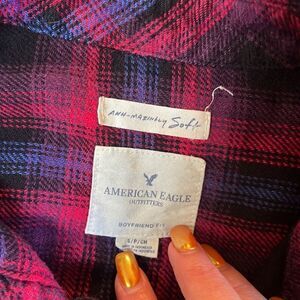 AHH-MAZINGLY Soft
AMERICAN EAGLE
OUTFITTERS
BOYFRIEND FIT
S/P/CH